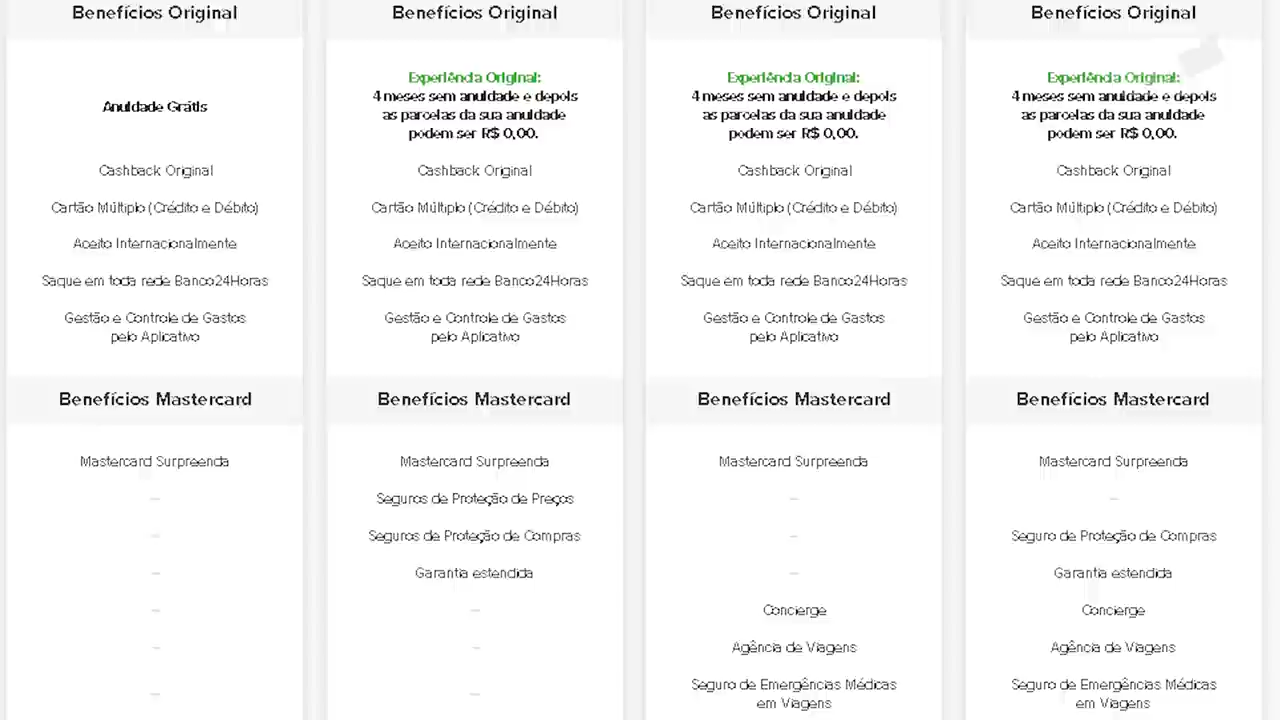 Benefícios Original
Anuidade Grátis
Cashback Original
Cartão Múltiplo (Crédito e Débito)
Aceito Internacionalmente
Saque em toda rede Banco24Horas
Gestão e Controle de Gastos
pelo Aplicativo
Benefícios Mastercard
Mastercard Surpreenda
–
–
–
–
–
–
Benefícios Original
Experiência Original:
4 meses sem anuidade e depois
as parcelas da sua anuidade
podem ser R$ 0,00.
Cashback Original
Cartão Múltiplo (Crédito e Débito)
Aceito Internacionalmente
Saque em toda rede Banco24Horas
Gestão e Controle de Gastos
pelo Aplicativo
Benefícios Mastercard
Mastercard Surpreenda
Seguros de Proteção de Preços
Seguros de Proteção de Compras
Garantia estendida
–
–
–
Benefícios Original
Experiência Original:
4 meses sem anuidade e depois
as parcelas da sua anuidade
podem ser R$ 0,00.
Cashback Original
Cartão Múltiplo (Crédito e Débito)
Aceito Internacionalmente
Saque em toda rede Banco24Horas
Gestão e Controle de Gastos
pelo Aplicativo
Benefícios Mastercard
Mastercard Surpreenda
–
–
–
Concierge
Agência de Viagens
Seguro de Emergências Médicas
em Viagens
Benefícios Original
Experiência Original:
4 meses sem anuidade e depois
as parcelas da sua anuidade
podem ser R$ 0,00.
Cashback Original
Cartão Múltiplo (Crédito e Débito)
Aceito Internacionalmente
Saque em toda rede Banco24Horas
Gestão e Controle de Gastos
pelo Aplicativo
Benefícios Mastercard
Mastercard Surpreenda
–
Seguro de Proteção de Compras
Garantia estendida
Concierge
Agência de Viagens
Seguro de Emergências Médicas
em Viagens